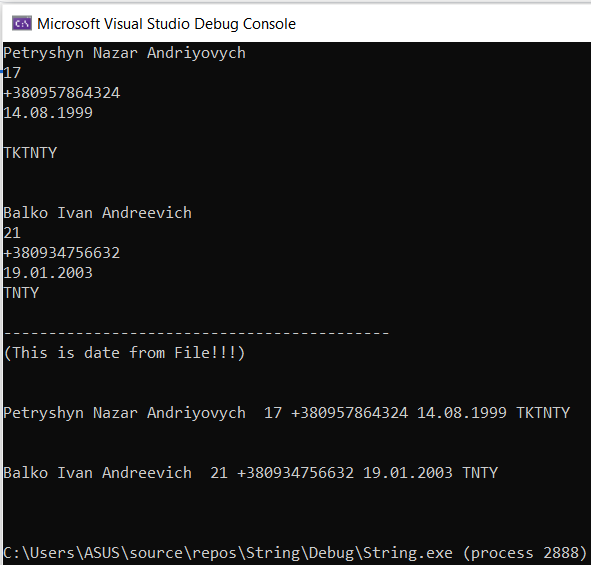 C:\ Microsoft Visual Studio Debug Console
Petryshyn Nazar Andriyovych
17
+380957864324
14.08.1999
TKTNTY
Balko Ivan Andreevich
21
+380934756632
19.01.2003
TNTY
-------------------------------------------
(This is date from File!!!)
Petryshyn Nazar Andriyovych  17 +380957864324 14.08.1999 TKTNTY
Balko Ivan Andreevich  21 +380934756632 19.01.2003 TNTY
C:\Users\ASUS\source\repos\String\Debug\String.exe (process 2888)